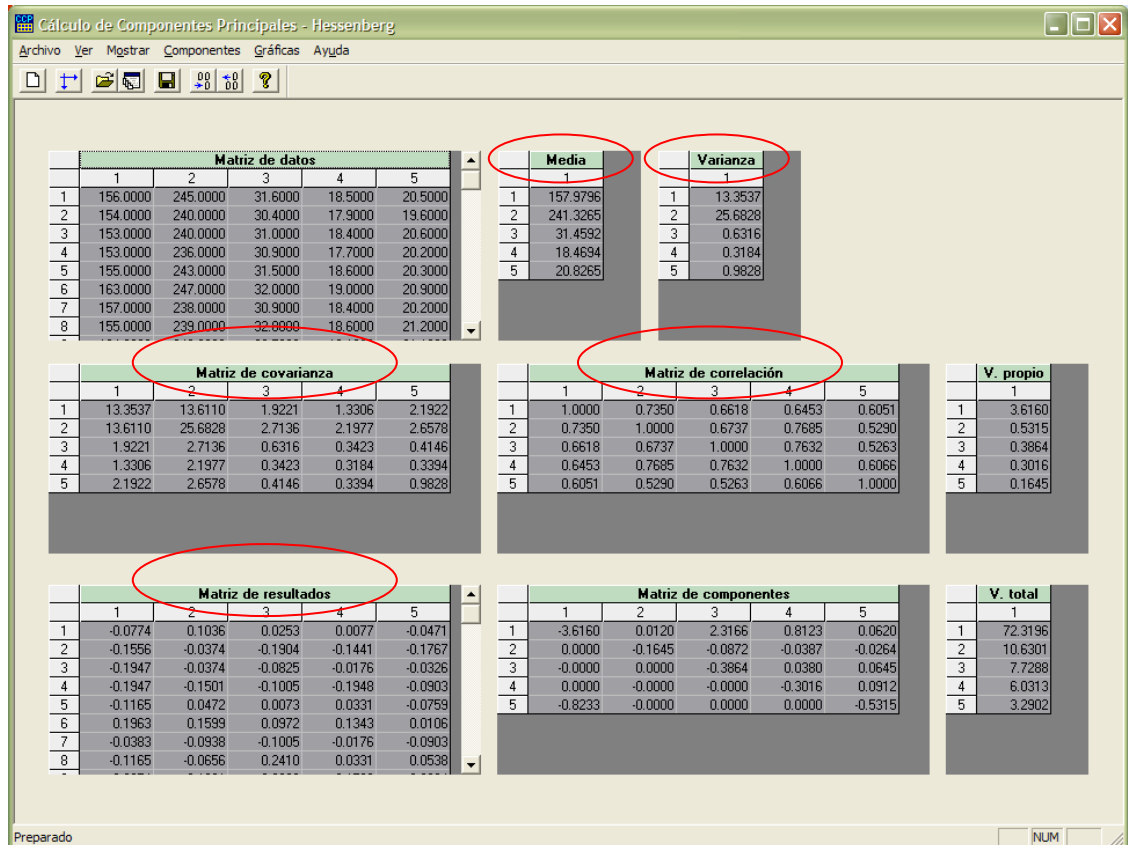 Cálculo de Componentes Principales - Hessenberg
Archivo Ver Mostrar Componentes Gráficas Ayuda
Matriz de datos
1 2 3 4 5
1 156.0000 245.0000 31.6000 18.5000 20.5000
2 154.0000 240.0000 30.4000 17.9000 19.6000
3 153.0000 240.0000 31.0000 18.4000 20.6000
4 153.0000 236.0000 30.9000 17.7000 20.2000
5 155.0000 243.0000 31.5000 18.6000 20.3000
6 163.0000 247.0000 32.0000 19.0000 20.9000
7 157.0000 238.0000 30.9000 18.4000 20.2000
8 155.0000 239.0000 32.8000 18.6000 21.2000
Media
1
1 157.9796
2 241.3265
3 31.4592
4 18.4694
5 20.8265
Varianza
1
1 13.3537
2 25.6828
3 0.6316
4 0.3184
5 0.9828
Matriz de covarianza
1 2 3 4 5
1 13.3537 13.6110 1.9221 1.3306 2.1922
2 13.6110 25.6828 2.7136 2.1977 2.6578
3 1.9221 2.7136 0.6316 0.3423 0.4146
4 1.3306 2.1977 0.3423 0.3184 0.3394
5 2.1922 2.6578 0.4146 0.3394 0.9828
Matriz de correlación
1 2 3 4 5
1 1.0000 0.7350 0.6618 0.6453 0.6051
2 0.7350 1.0000 0.6737 0.7685 0.5290
3 0.6618 0.6737 1.0000 0.7632 0.5263
4 0.6453 0.7685 0.7632 1.0000 0.6066
5 0.6051 0.5290 0.5263 0.6066 1.0000
V. propio
1
1 3.6160
2 0.5315
3 0.3864
4 0.3016
5 0.1645
Matriz de resultados
1 2 3 4 5
1 -0.0774 0.1036 0.0253 0.0077 -0.0471
2 -0.1556 -0.0374 -0.1904 -0.1441 -0.1767
3 -0.1947 -0.0374 -0.0825 -0.0176 -0.0326
4 -0.1947 -0.1501 -0.1005 -0.1948 -0.0903
5 -0.1165 0.0472 0.0073 0.0331 -0.0759
6 0.1963 0.1599 0.0972 0.1343 0.0106
7 -0.0383 -0.0938 -0.1005 -0.0176 -0.0903
8 -0.1165 -0.0656 0.2410 0.0331 0.0538
Matriz de componentes
1 2 3 4 5
1 -3.6160 0.0120 2.3166 0.8123 0.0620
2 0.0000 -0.1645 -0.0872 -0.0387 -0.0264
3 -0.0000 0.0000 -0.3864 0.0380 0.0645
4 0.0000 -0.0000 -0.0000 -0.3016 0.0912
5 -0.8233 -0.0000 0.0000 0.0000 -0.5315
V. total
1
1 72.3196
2 10.6301
3 7.7288
4 6.0313
5 3.2902
Preparado
NUM